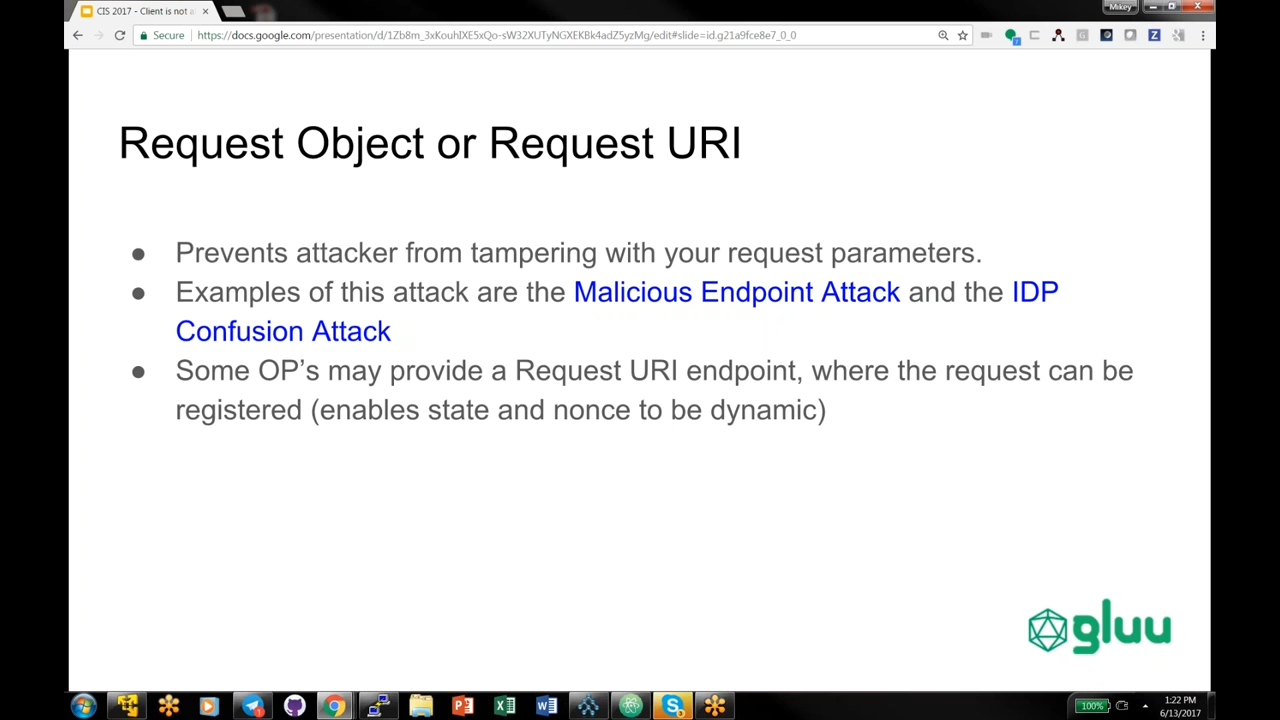 CIS 2017 - Client is not a
Mikey
Secure
https://docs.google.com/presentation/d/1Zb8m_3xKouhIXE5xQo-sW32XUTyNGXEKBk4adZ5yzMg/edit#slide=id.g21a9fce8e7_0_0
Request Object or Request URI
● Prevents attacker from tampering with your request parameters.
● Examples of this attack are the Malicious Endpoint Attack and the IDP
Confusion Attack
● Some OP’s may provide a Request URI endpoint, where the request can be
registered (enables state and nonce to be dynamic)
gluu
100%
1:22 PM
6/13/2017